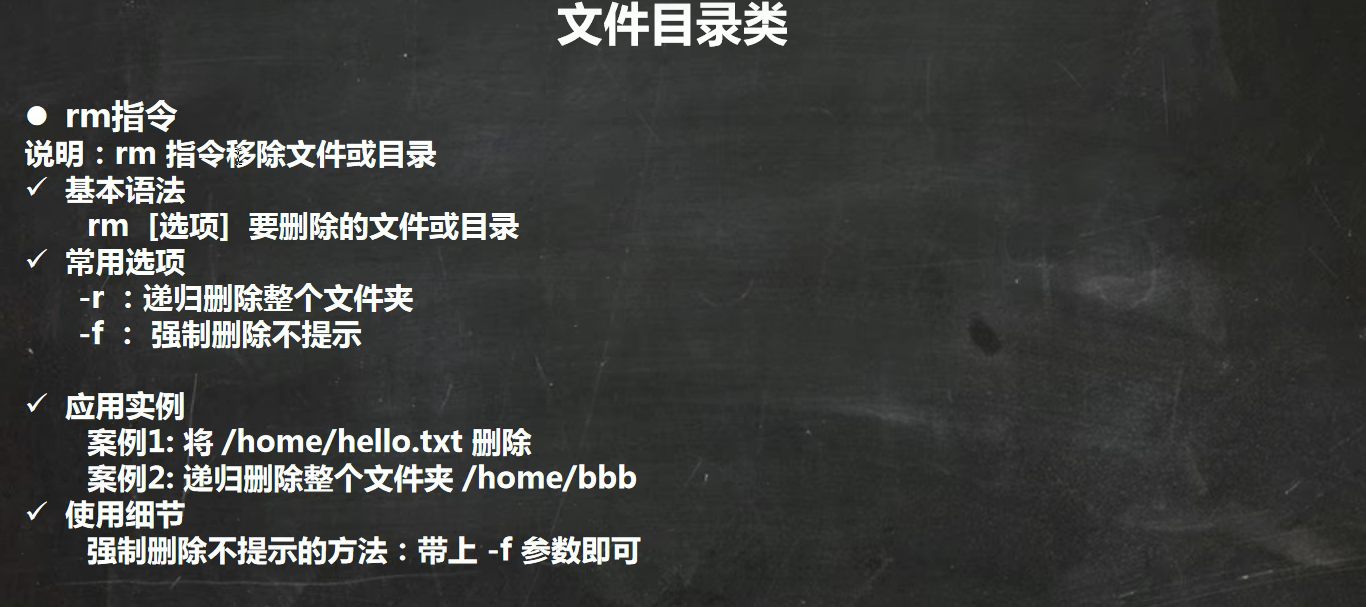 文件目录类
● rm指令
说明：rm 指令移除文件或目录
✓ 基本语法
rm [选项] 要删除的文件或目录
✓ 常用选项
-r ：递归删除整个文件夹
-f ： 强制删除不提示
✓ 应用实例
案例1: 将 /home/hello.txt 删除
案例2: 递归删除整个文件夹 /home/bbb
✓ 使用细节
强制删除不提示的方法：带上 -f 参数即可